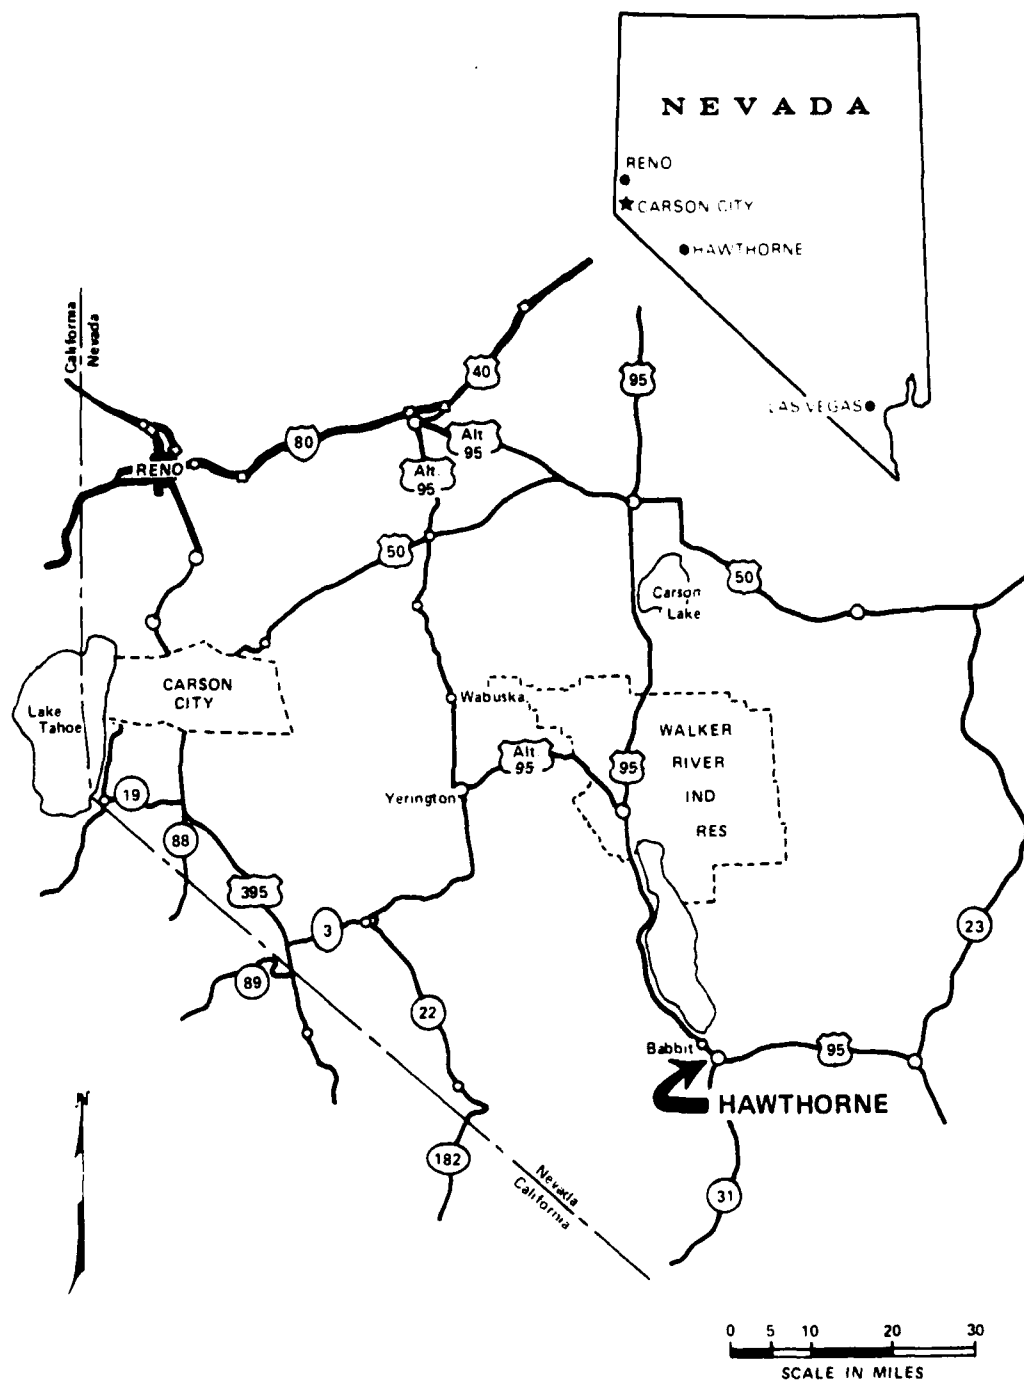 NEVADA
RENO
CARSON CITY
HAWTHORNE
LAS VEGAS
California
Nevada
40
95
80
Alt
95
Alt.
95
RENO
50
50
Carson
Lake
CARSON
CITY
Lake
Tahoe
Wabuska
WALKER
RIVER
IND
RES
Alt.
95
95
Yerington
19
88
395
3
23
89
22
Babbit
95
HAWTHORNE
N
182
Nevada
California
31
0 5 10 20 30
SCALE IN MILES